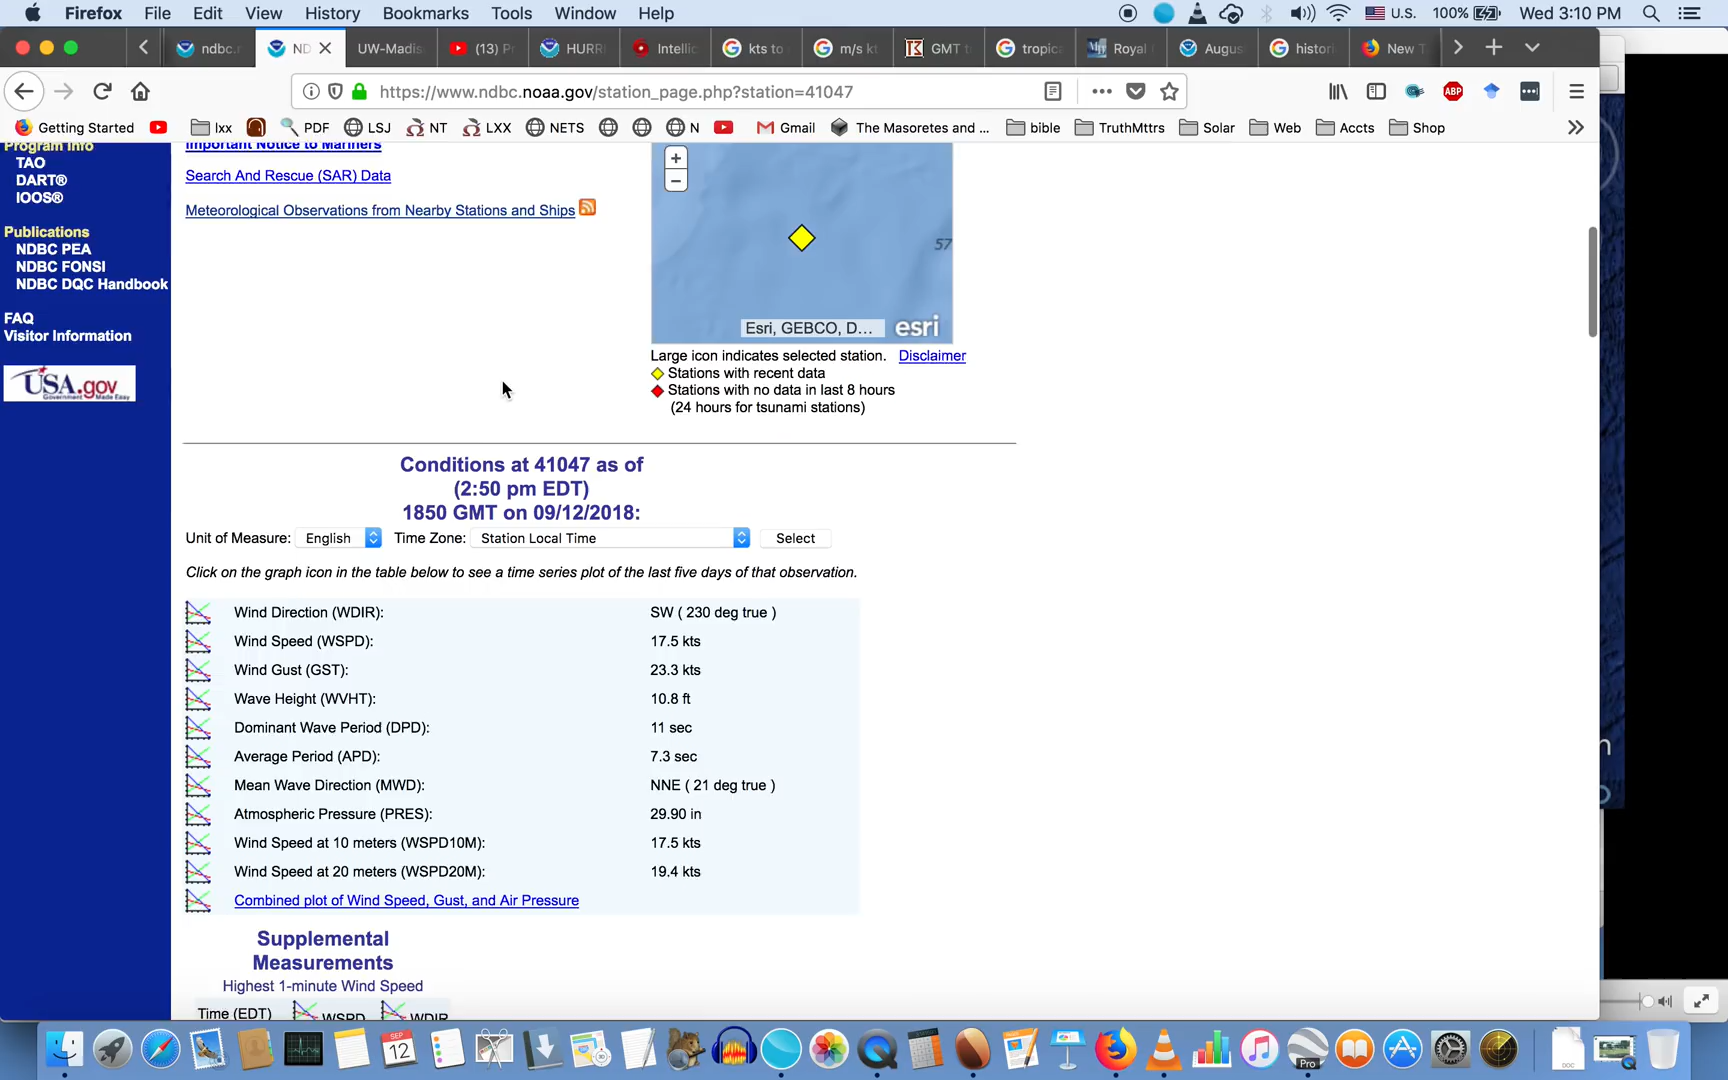 Firefox File Edit View History Bookmarks Tools Window Help U.S. 100% Wed 3:10 PM
ndbc.r ND UW-Madis (13) P HURRI Intellic kts to m/s kt GMT t tropica Royal Augus histori New T
https://www.ndbc.noaa.gov/station_page.php?station=41047 ABP
Getting Started lxx PDF LSJ NT LXX NETS N Gmail The Masoretes and ... bible TruthMttrs Solar Web Accts Shop
Program Info
TAO
DART®
IOOS®
Publications
NDBC PEA
NDBC FONSI
NDBC DQC Handbook
FAQ
Visitor Information
USA.gov
Government Made Easy
Important Notice to Mariners
Search And Rescue (SAR) Data
Meteorological Observations from Nearby Stations and Ships
+
−
57
Esri, GEBCO, D... esri
Large icon indicates selected station. Disclaimer
Stations with recent data
Stations with no data in last 8 hours
(24 hours for tsunami stations)
Conditions at 41047 as of
(2:50 pm EDT)
1850 GMT on 09/12/2018:
Unit of Measure: English Time Zone: Station Local Time Select
Click on the graph icon in the table below to see a time series plot of the last five days of that observation.
Wind Direction (WDIR): SW ( 230 deg true )
Wind Speed (WSPD): 17.5 kts
Wind Gust (GST): 23.3 kts
Wave Height (WVHT): 10.8 ft
Dominant Wave Period (DPD): 11 sec
Average Period (APD): 7.3 sec
Mean Wave Direction (MWD): NNE ( 21 deg true )
Atmospheric Pressure (PRES): 29.90 in
Wind Speed at 10 meters (WSPD10M): 17.5 kts
Wind Speed at 20 meters (WSPD20M): 19.4 kts
Combined plot of Wind Speed, Gust, and Air Pressure
Supplemental
Measurements
Highest 1-minute Wind Speed
Time (EDT) WSPD WDIR
SEP
12
Pro
DOC